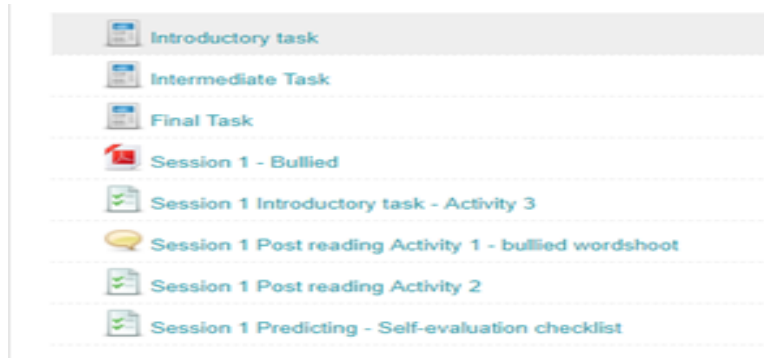 Introductory task
Intermediate Task
Final Task
Session 1 - Bullied
Session 1 Introductory task - Activity 3
Session 1 Post reading Activity 1 - bullied wordshoot
Session 1 Post reading Activity 2
Session 1 Predicting - Self-evaluation checklist